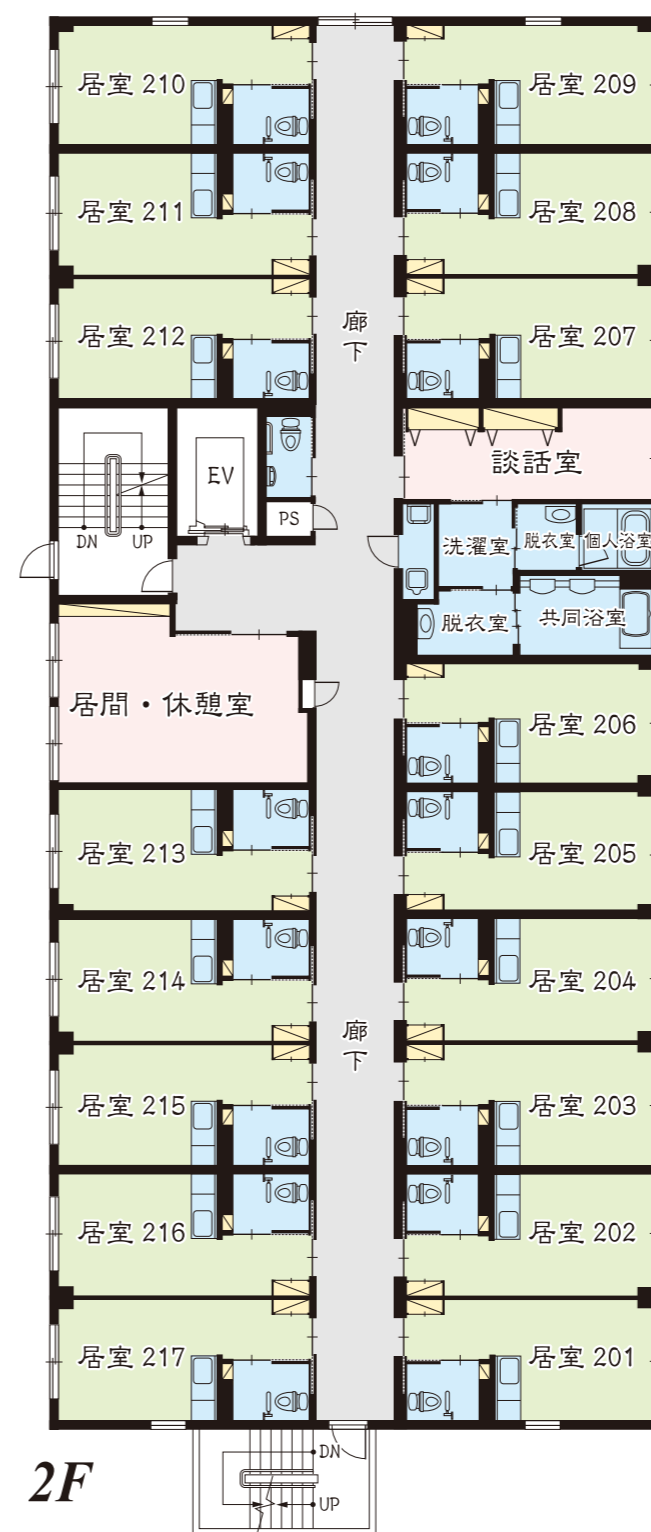 居室 210
居室 209
居室 211
居室 208
居室 212
廊下
居室 207
EV
談話室
PS
DN
UP
洗濯室
脱衣室
個人浴室
脱衣室
共同浴室
居間・休憩室
居室 206
居室 213
居室 205
居室 214
居室 204
廊下
居室 215
居室 203
居室 216
居室 202
居室 217
居室 201
DN
UP
2F